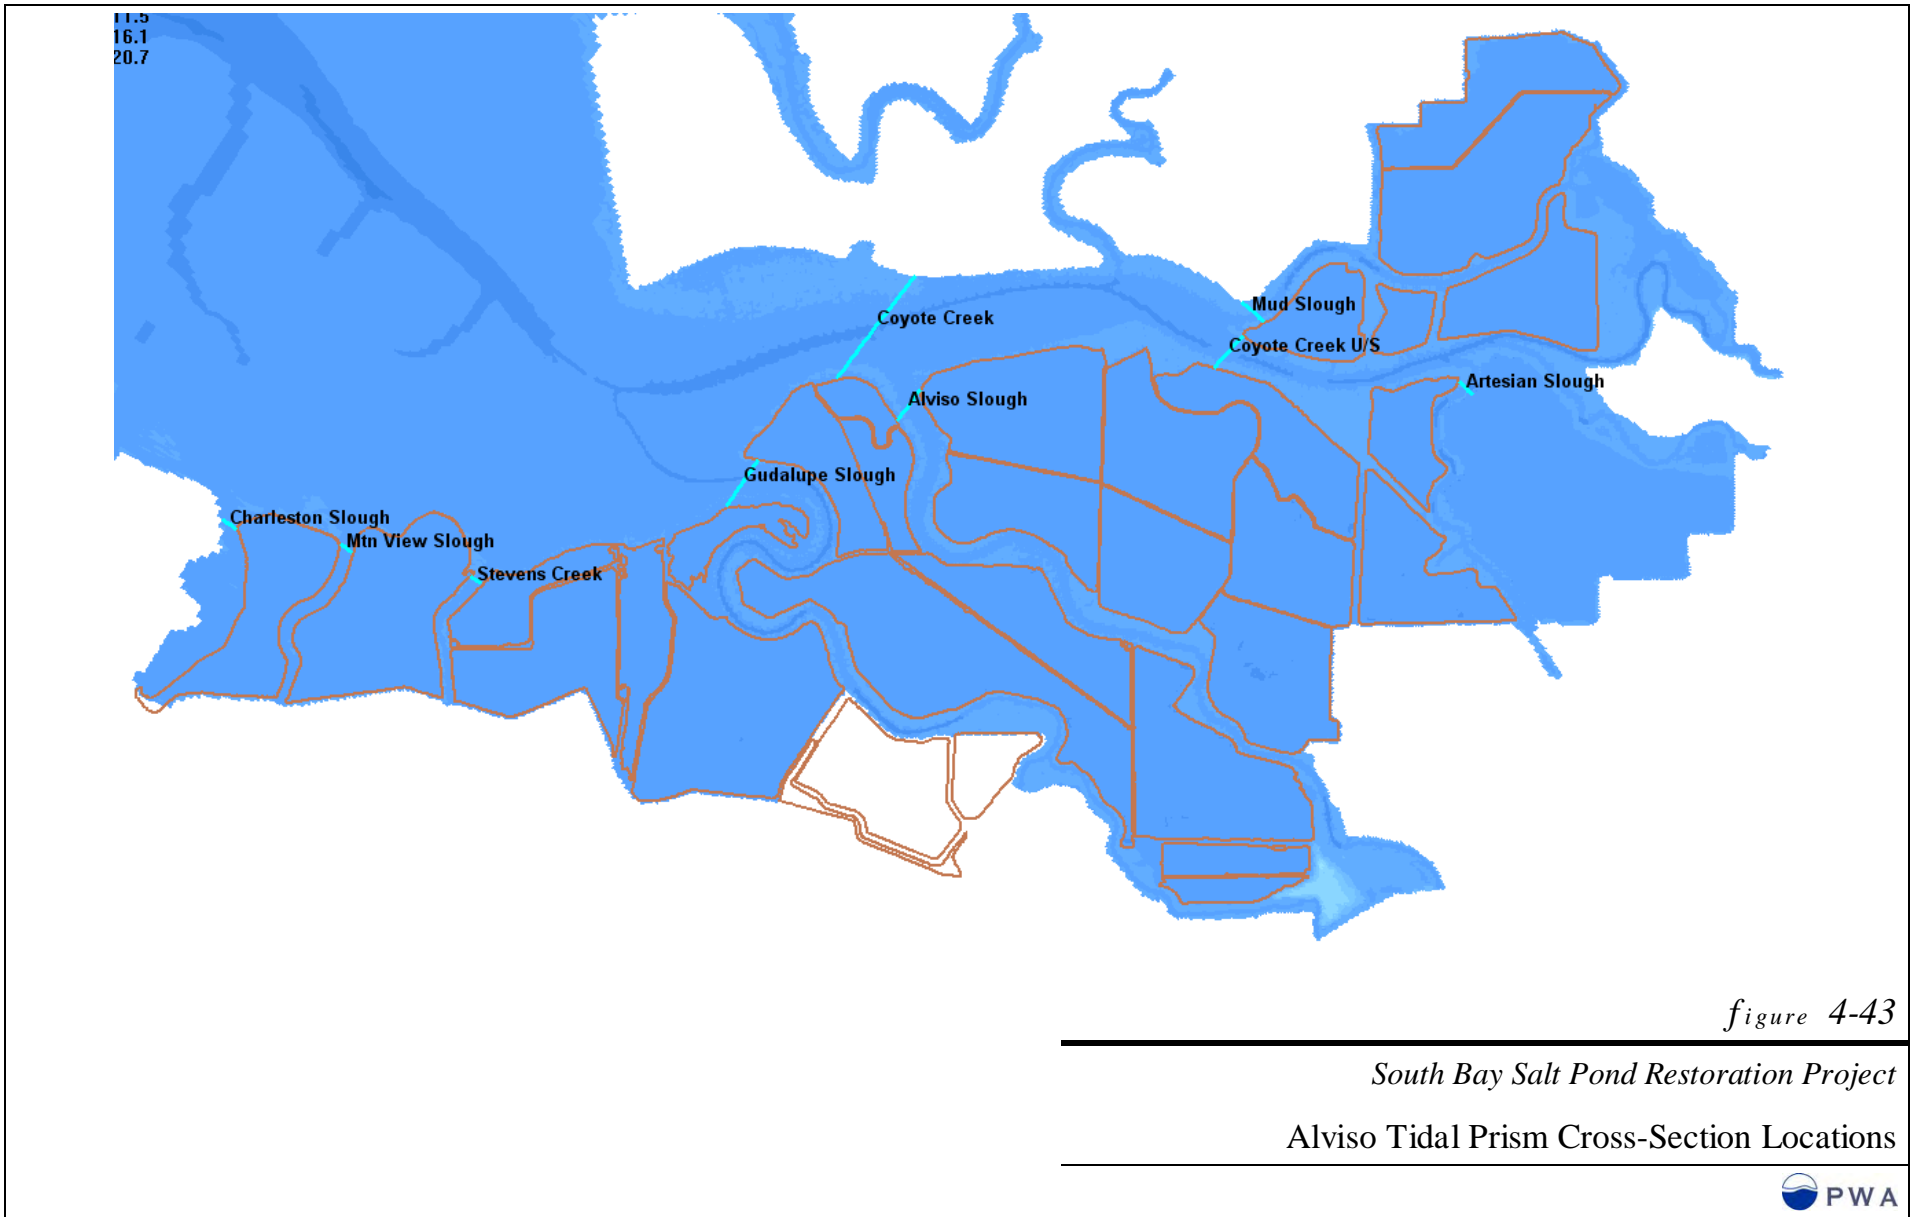 11.5
16.1
20.7
Mud Slough
Coyote Creek
Coyote Creek U/S
Artesian Slough
Alviso Slough
Gudalupe Slough
Charleston Slough
Mtn View Slough
Stevens Creek
figure 4-43
South Bay Salt Pond Restoration Project
Alviso Tidal Prism Cross-Section Locations
PWA